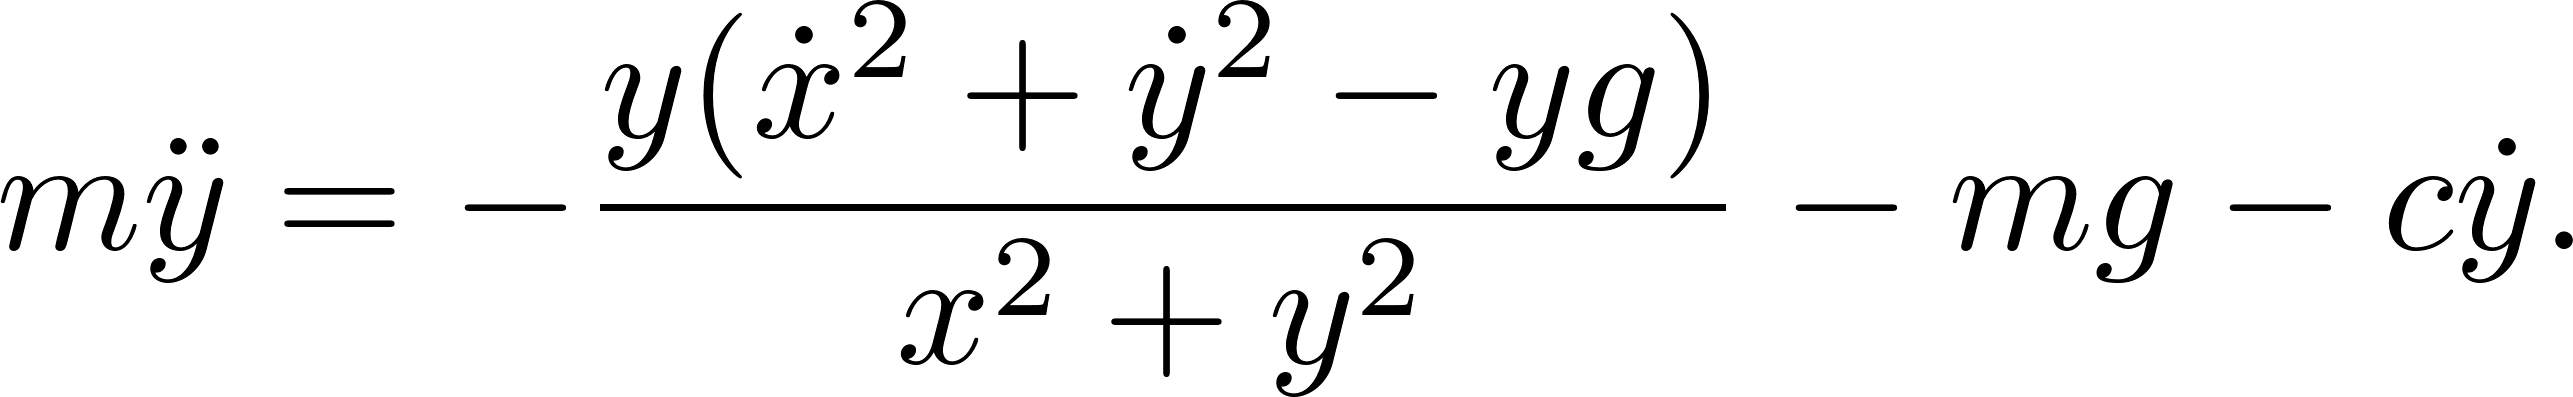 $m\ddot{y} = -\frac{y(\dot{x}^2 + \dot{y}^2 - yg)}{x^2 + y^2} - mg - c\dot{y}.$